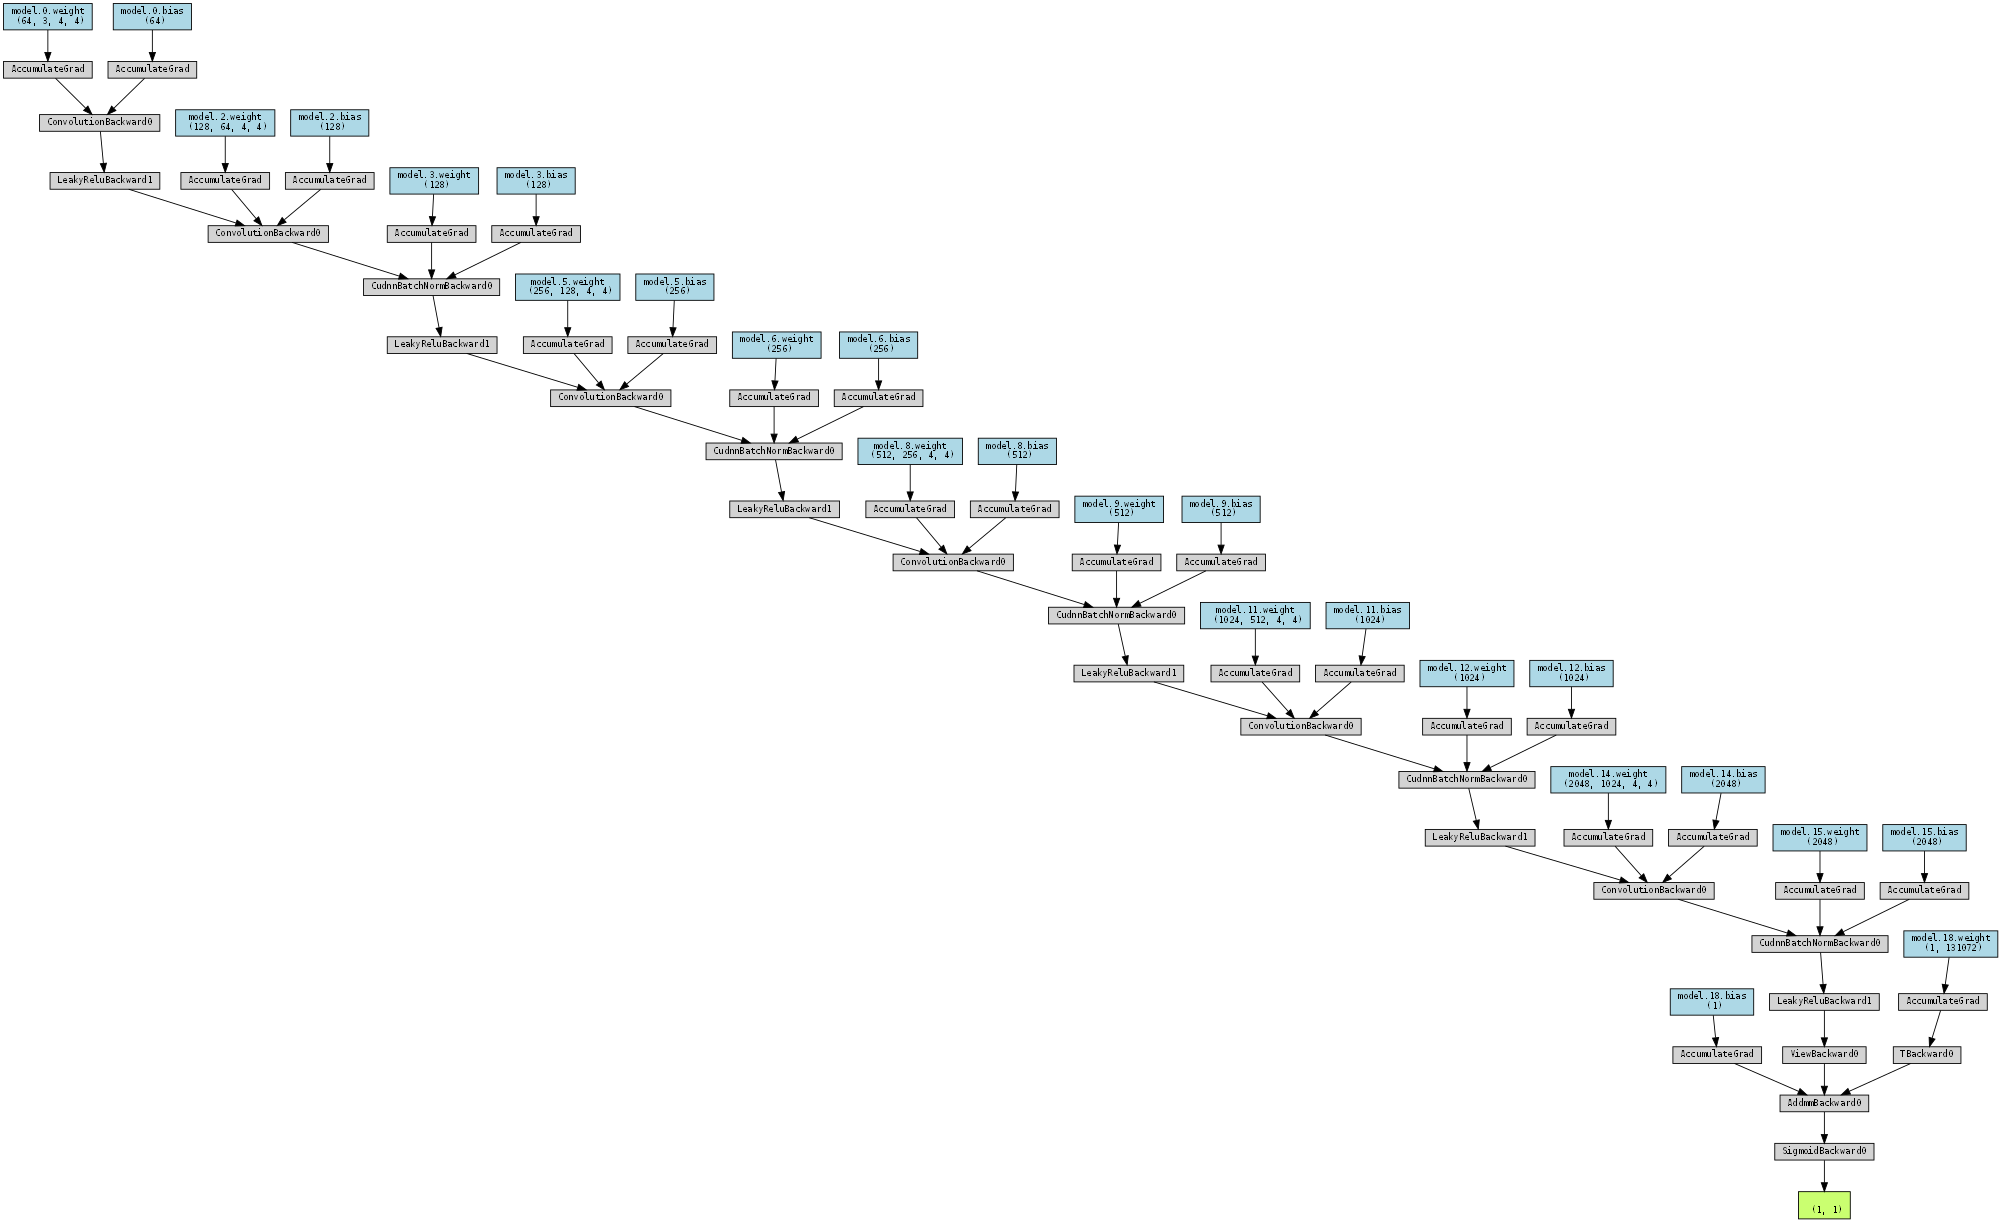 model.0.weight
(64, 3, 4, 4)
model.0.bias
(64)
AccumulateGrad
AccumulateGrad
ConvolutionBackward0
model.2.weight
(128, 64, 4, 4)
model.2.bias
(128)
LeakyReluBackward1
AccumulateGrad
AccumulateGrad
model.3.weight
(128)
model.3.bias
(128)
ConvolutionBackward0
AccumulateGrad
AccumulateGrad
CudnnBatchNormBackward0
model.5.weight
(256, 128, 4, 4)
model.5.bias
(256)
LeakyReluBackward1
AccumulateGrad
AccumulateGrad
model.6.weight
(256)
model.6.bias
(256)
ConvolutionBackward0
AccumulateGrad
AccumulateGrad
CudnnBatchNormBackward0
model.8.weight
(512, 256, 4, 4)
model.8.bias
(512)
LeakyReluBackward1
AccumulateGrad
AccumulateGrad
model.9.weight
(512)
model.9.bias
(512)
ConvolutionBackward0
AccumulateGrad
AccumulateGrad
CudnnBatchNormBackward0
model.11.weight
(1024, 512, 4, 4)
model.11.bias
(1024)
LeakyReluBackward1
AccumulateGrad
AccumulateGrad
model.12.weight
(1024)
model.12.bias
(1024)
ConvolutionBackward0
AccumulateGrad
AccumulateGrad
CudnnBatchNormBackward0
model.14.weight
(2048, 1024, 4, 4)
model.14.bias
(2048)
LeakyReluBackward1
AccumulateGrad
AccumulateGrad
model.15.weight
(2048)
model.15.bias
(2048)
ConvolutionBackward0
AccumulateGrad
AccumulateGrad
CudnnBatchNormBackward0
model.18.weight
(1, 131072)
model.18.bias
(1)
LeakyReluBackward1
AccumulateGrad
AccumulateGrad
ViewBackward0
TBackward0
AddmmBackward0
SigmoidBackward0
(1, 1)